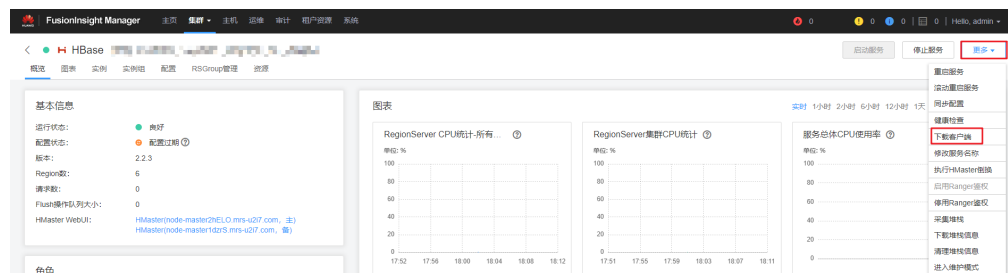 HUAWEI FusionInsight Manager 主页 集群 主机 运维 审计 租户资源 系统 0 0 0 0 Hello, admin
HBase 启动服务 停止服务 更多
概览 图表 实例 实例组 配置 RSGroup管理 资源
重启服务
滚动重启服务
同步配置
健康检查
下载客户端
修改服务名称
执行HMaster倒换
启用Ranger鉴权
停用Ranger鉴权
采集堆栈
下载堆栈信息
清理堆栈信息
进入维护模式
基本信息
运行状态： 良好
配置状态： 配置过期
版本： 2.2.3
Region数： 6
请求数： 0
Flush操作队列大小： 0
HMaster WebUI： HMaster(node-master2hELO.mrs-u2i7.com, 主)
HMaster(node-master1dzrS.mrs-u2i7.com, 备)
角色
图表 实时 1小时 2小时 6小时 12小时 1天
RegionServer CPU统计-所有...
单位: %
100
80
60
40
20
0
17:52 17:56 18:00 18:04 18:08 18:12
RegionServer集群CPU统计
单位: %
100
80
60
40
20
0
17:51 17:55 17:59 18:03 18:07 18:11
服务总体CPU使用率
单位: %
100
80
60
40
20
0